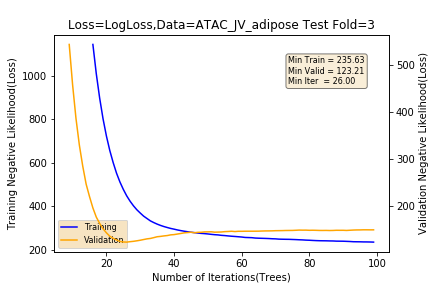 Loss=LogLoss,Data=ATAC_JV_adipose Test Fold=3
Training Negative Likelihood(Loss)
1000
800
600
400
200
Min Train = 235.63
Min Valid = 123.21
Min Iter = 26.00
500
400
300
200
Validation Negative Likelihood(Loss)
Training
Validation
20 40 60 80 100
Number of Iterations(Trees)